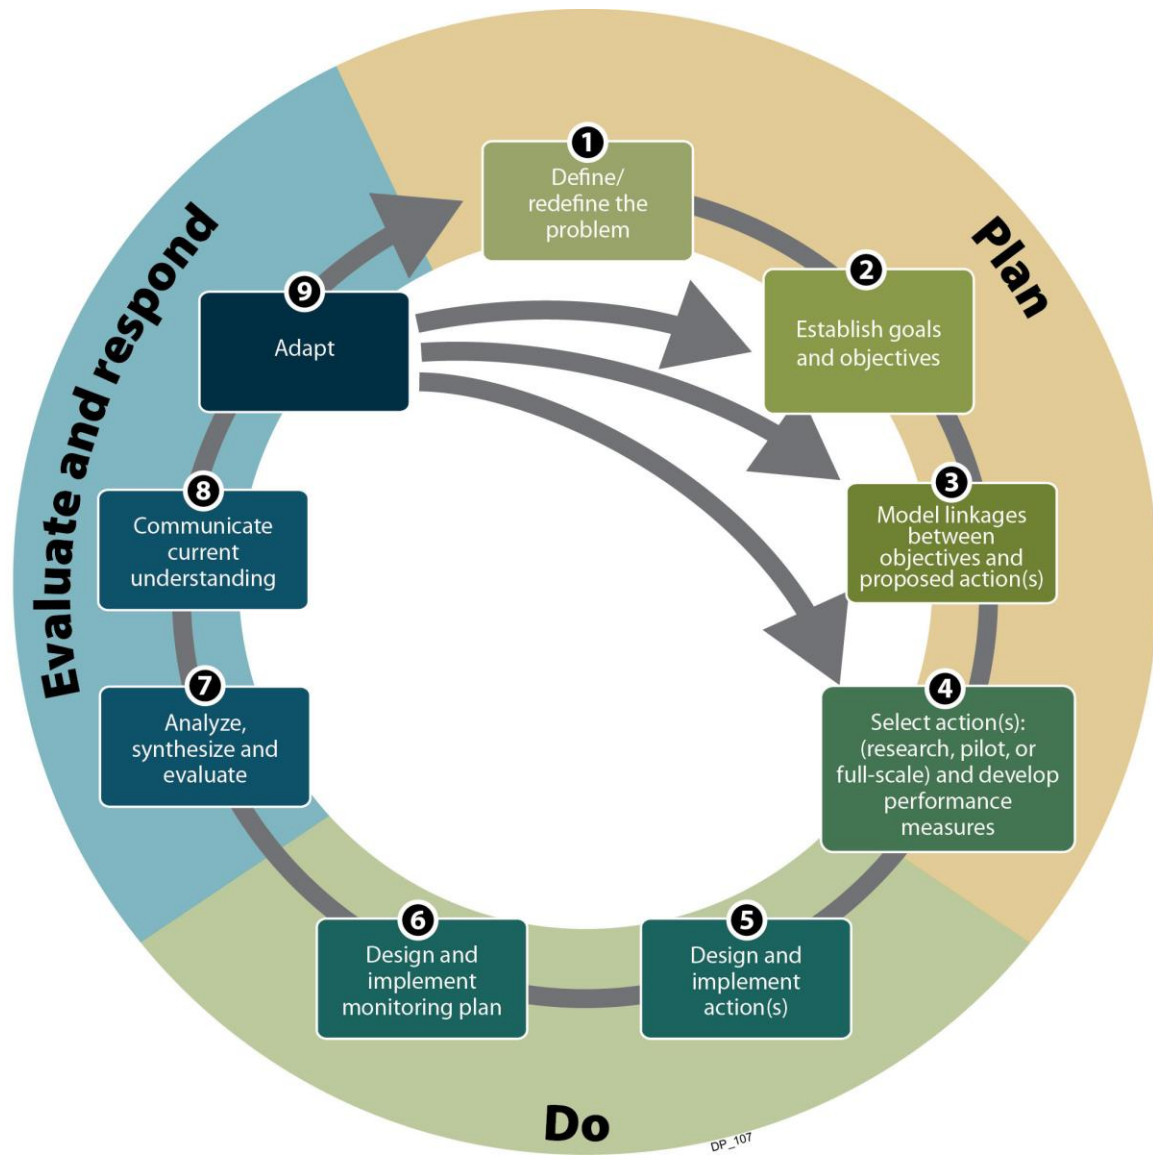 1
Define/
redefine the
problem
2
Establish goals
and objectives
3
Model linkages
between
objectives and
proposed action(s)
4
Select action(s):
(research, pilot, or
full-scale) and develop
performance
measures
5
Design and
implement
action(s)
6
Design and
implement
monitoring plan
7
Analyze,
synthesize and
evaluate
8
Communicate
current
understanding
9
Adapt
Plan
Do
Evaluate and respond
DP_107